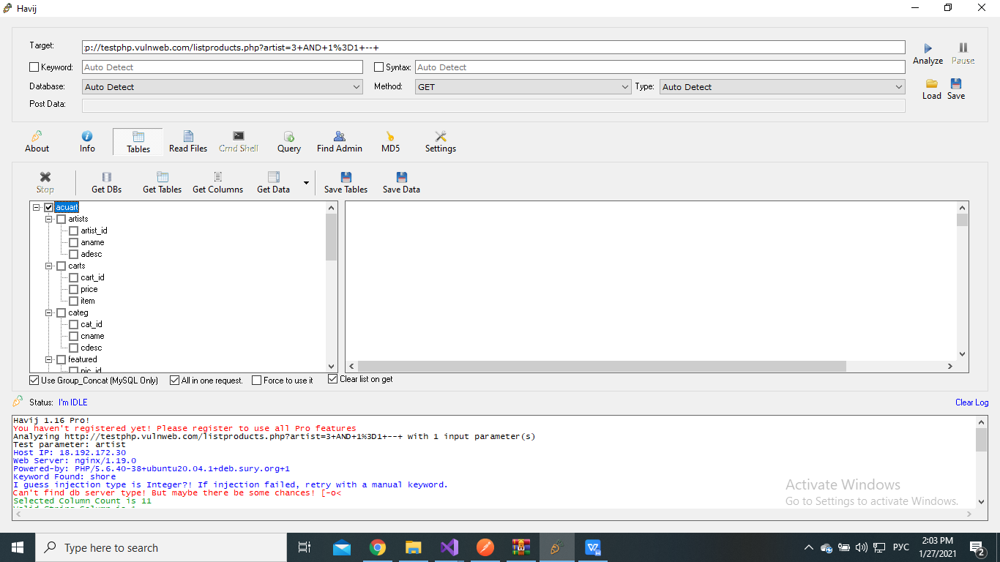 Havij
Target: :p://testphp.vulnweb.com/listproducts.php?artist=3+AND+1%3D1+--+
Analyze Pause
Keyword: Auto Detect Syntax: Auto Detect
Database: Auto Detect Method: GET Type: Auto Detect
Load Save
Post Data:
About Info Tables Read Files Cmd Shell Query Find Admin MD5 Settings
Stop Get DBs Get Tables Get Columns Get Data Save Tables Save Data
acuart
artists
artist_id
aname
adesc
carts
cart_id
price
item
categ
cat_id
cname
cdesc
featured
pic_id
Use Group_Concat (MySQL Only) All in one request. Force to use it Clear list on get
Status: I'm IDLE Clear Log
Havij 1.16 Pro!
You haven't registered yet! Please register to use all Pro features
Analyzing http://testphp.vulnweb.com/listproducts.php?artist=3+AND+1%3D1+--+ with 1 input parameter(s)
Test parameter: artist
Host IP: 18.192.172.30
Web Server: nginx/1.19.0
Powered-by: PHP/5.6.40-38+ubuntu20.04.1+deb.sury.org+1
Keyword Found: shore
I guess injection type is Integer?! If injection failed, retry with a manual keyword.
Can't find db server type! But maybe there be some chances! [-o<
Selected Column Count is 11
Valid String Column is 1
Activate Windows
Go to Settings to activate Windows.
Type here to search
РУС
2:03 PM
1/27/2021
2